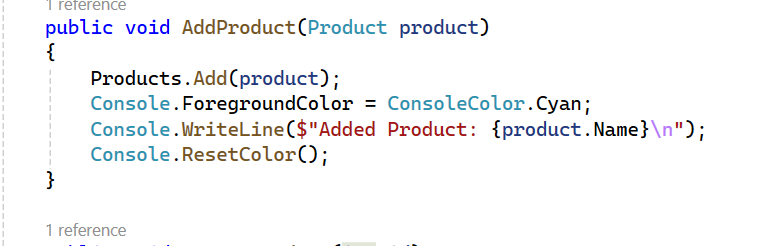 1 reference
public void AddProduct(Product product)
{
Products.Add(product);
Console.ForegroundColor = ConsoleColor.Cyan;
Console.WriteLine($"Added Product: {product.Name}\n");
Console.ResetColor();
}
1 reference